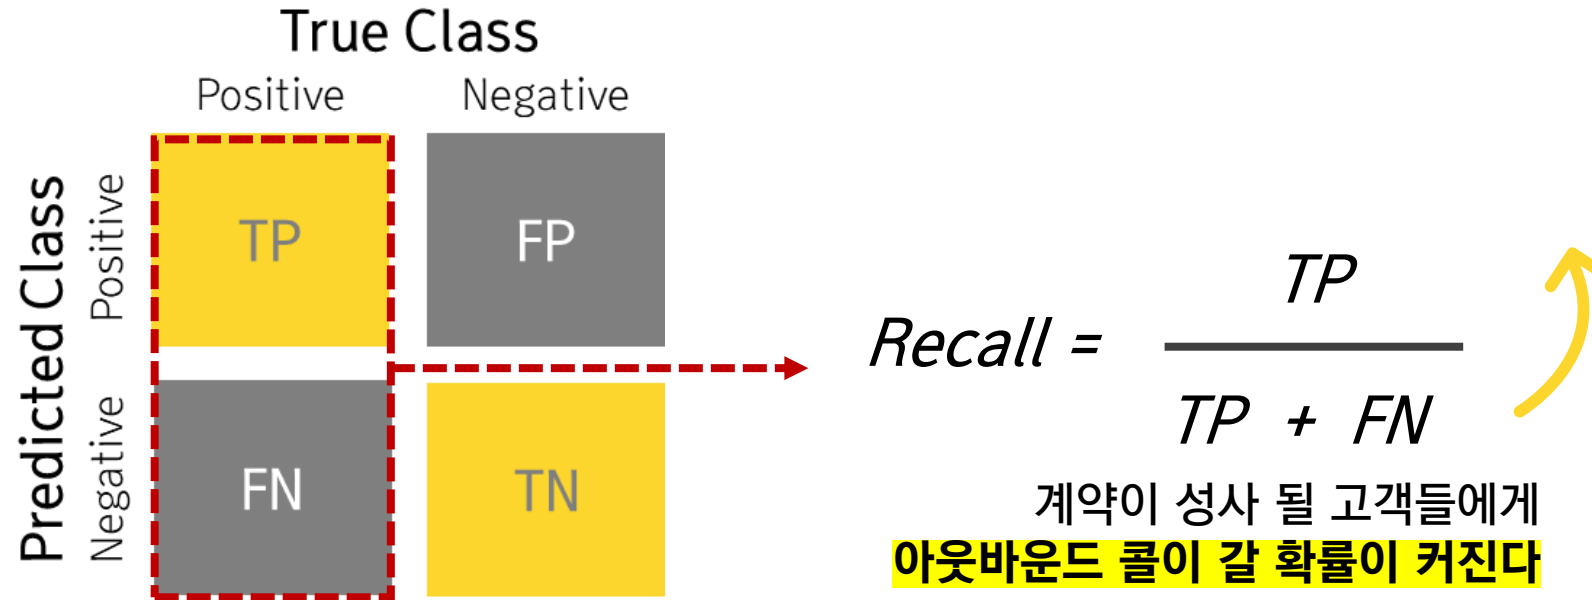 True Class
Positive Negative
Predicted Class
Positive
Negative
TP FP
FN TN
Recall =
TP
TP + FN
계약이 성사 될 고객들에게
아웃바운드 콜이 갈 확률이 커진다